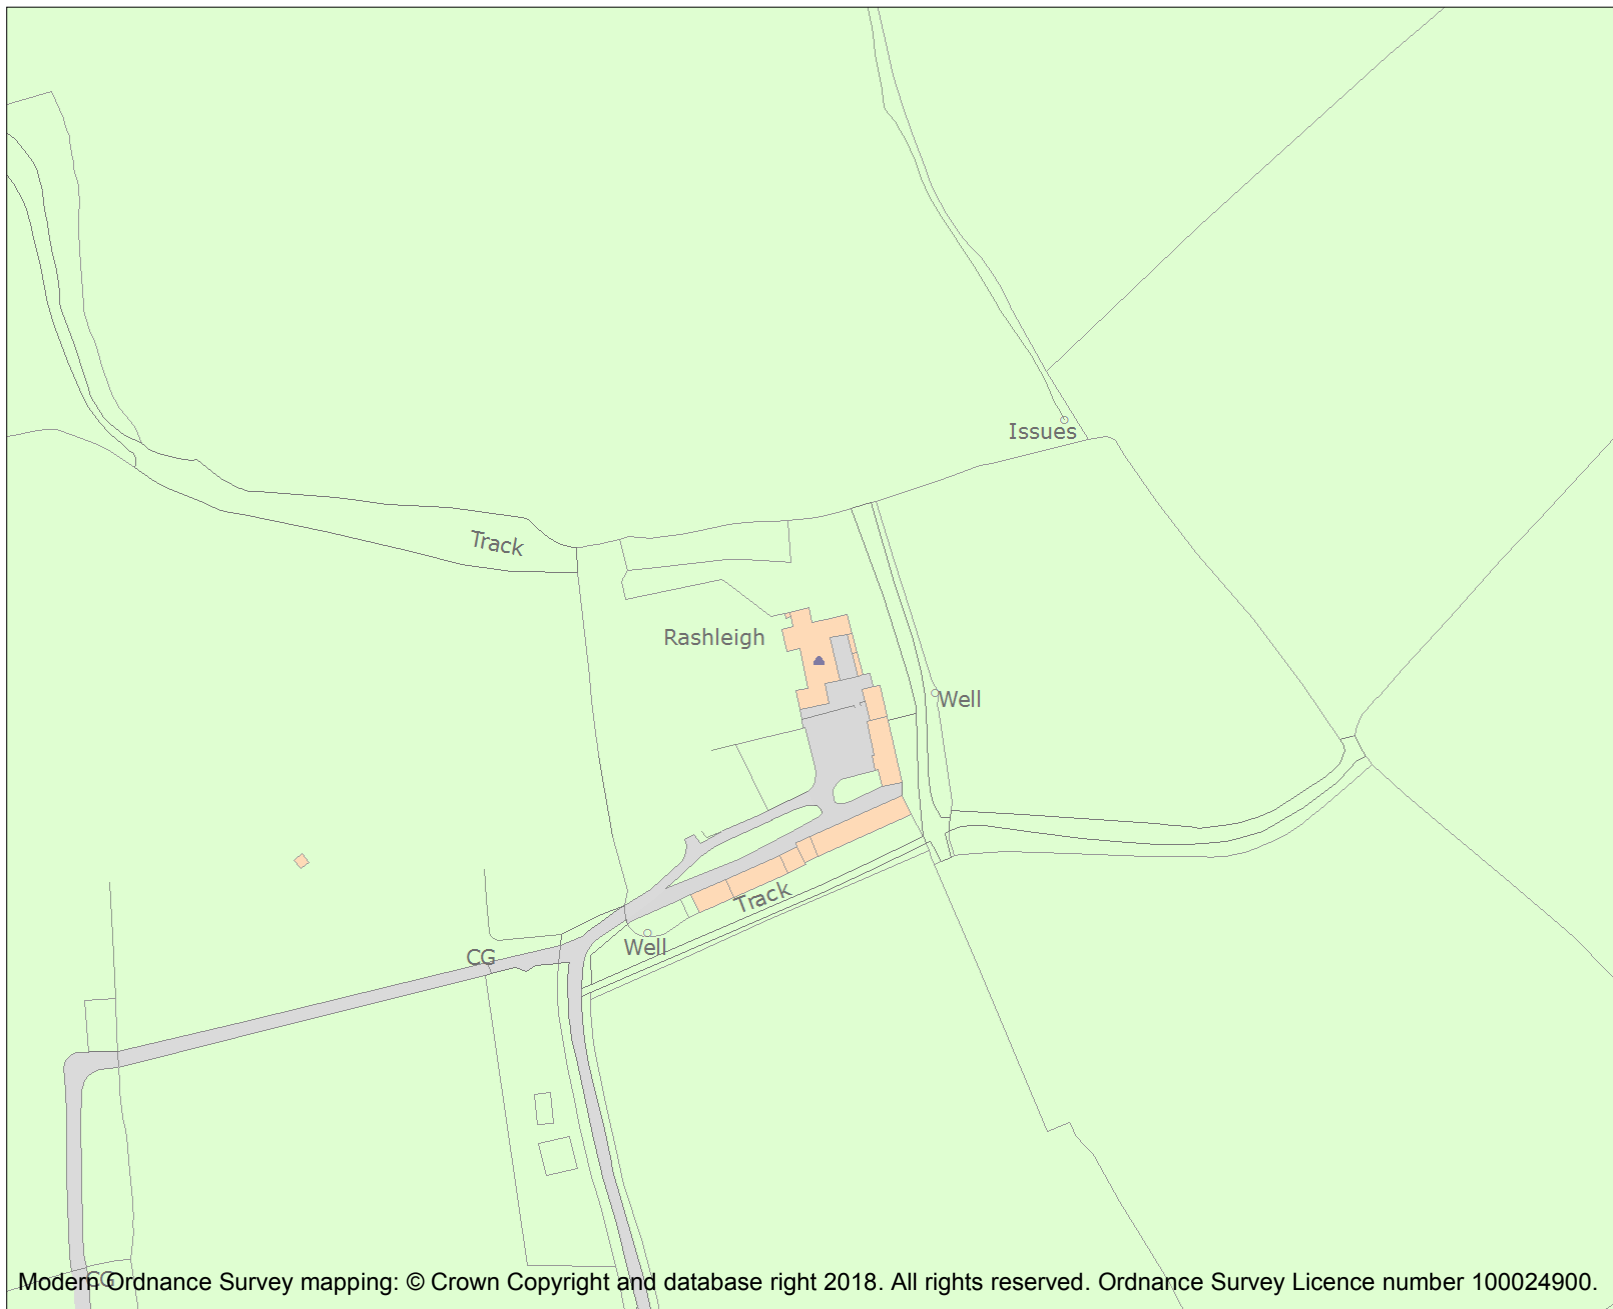 Issues
Track
Rashleigh
Well
Track
Well
CG
CG
Modern Ordnance Survey mapping: © Crown Copyright and database right 2018. All rights reserved. Ordnance Survey Licence number 100024900.